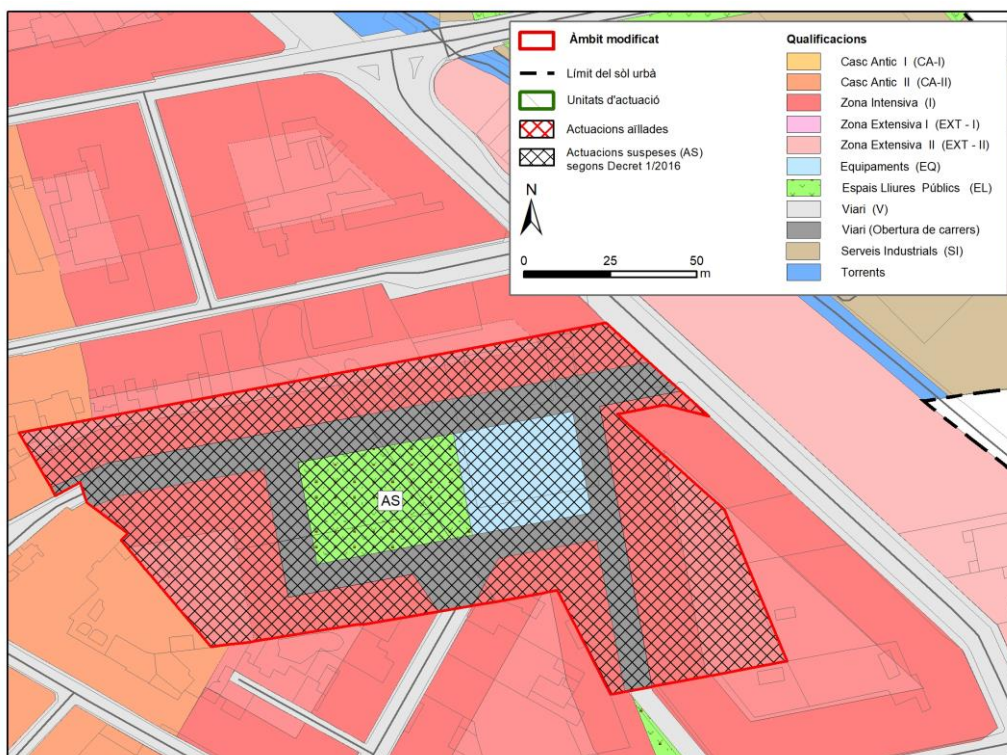 Àmbit modificat
Límit del sòl urbà
Unitats d'actuació
Actuacions aïllades
Actuacions suspeses (AS)
segons Decret 1/2016
N
0 25 50
m
Qualificacions
Casc Antic I (CA-I)
Casc Antic II (CA-II)
Zona Intensiva (I)
Zona Extensiva I (EXT - I)
Zona Extensiva II (EXT - II)
Equipaments (EQ)
Espais Lliures Públics (EL)
Viari (V)
Viari (Obertura de carrers)
Serveis Industrials (SI)
Torrents
AS